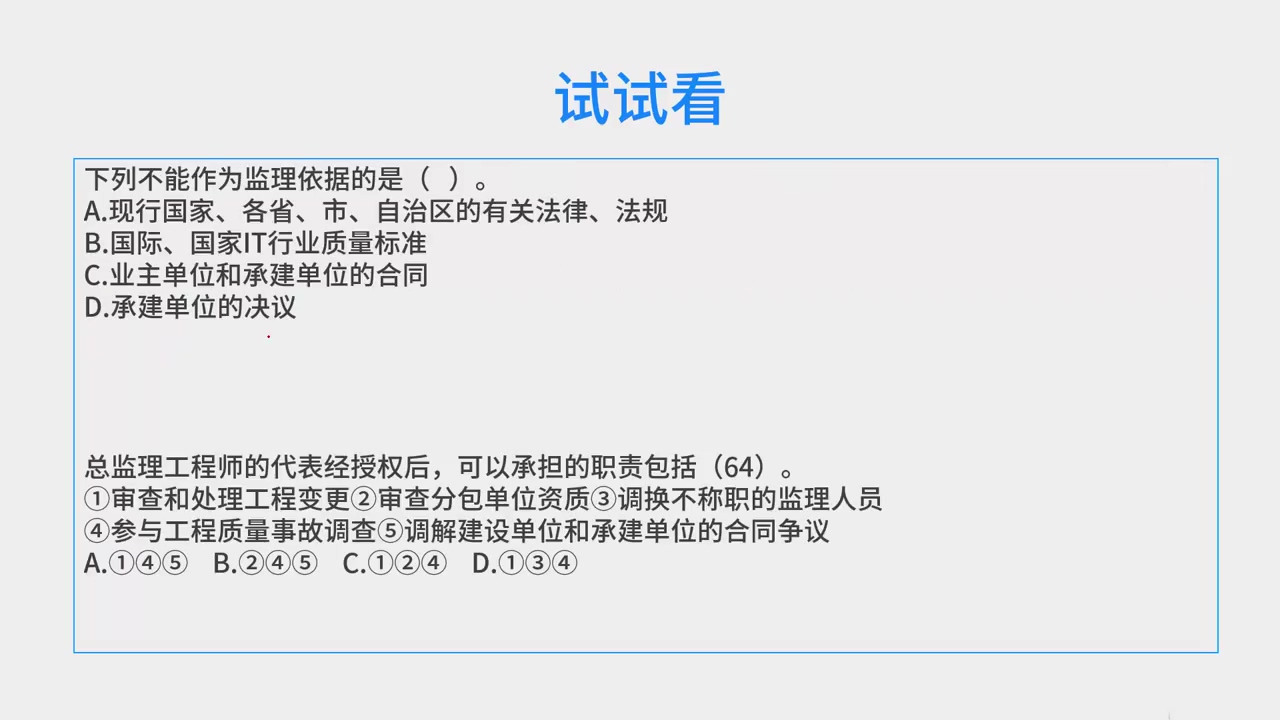 试试看
下列不能作为监理依据的是（ ）。
A.现行国家、各省、市、自治区的有关法律、法规
B.国际、国家IT行业质量标准
C.业主单位和承建单位的合同
D.承建单位的决议
总监理工程师的代表经授权后，可以承担的职责包括（64）。
①审查和处理工程变更②审查分包单位资质③调换不称职的监理人员
④参与工程质量事故调查⑤调解建设单位和承建单位的合同争议
A.①④⑤ B.②④⑤ C.①②④ D.①③④